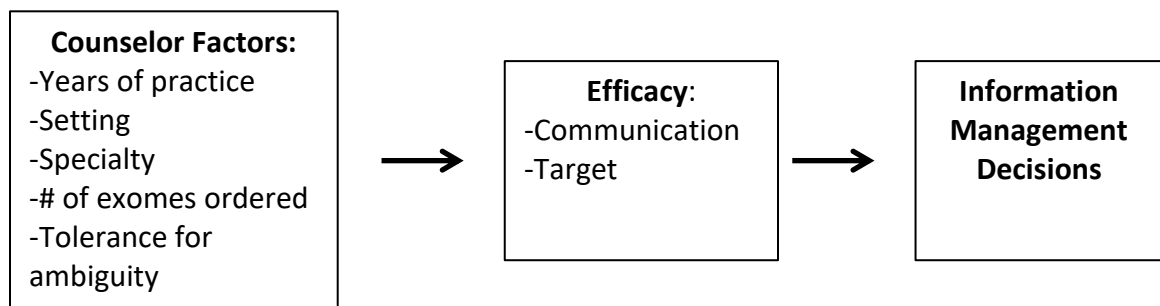 Counselor Factors:
-Years of practice
-Setting
-Specialty
-# of exomes ordered
-Tolerance for
ambiguity
Efficacy:
-Communication
-Target
Information
Management
Decisions